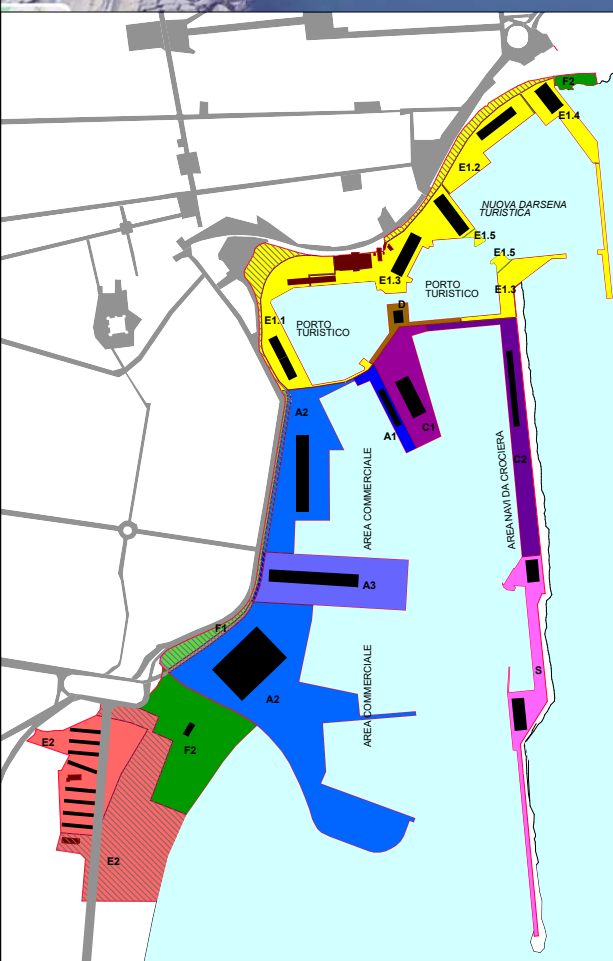 F2
E1.4
E1.2
NUOVA DARSENA
TURISTICA
E1.5
E1.5
E1.3
PORTO
TURISTICO
E1.3
D
E1.1
PORTO
TURISTICO
A2
A1
C1
AREA COMMERCIALE
AREA NAVI DA CROCIERA
C2
A3
F1
S
A2
AREA COMMERCIALE
F2
E2
E2